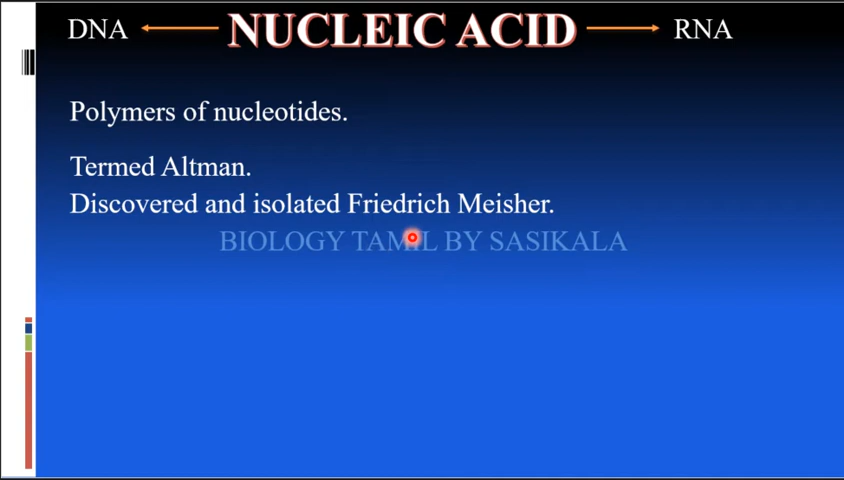 DNA NUCLEIC ACID RNA
Polymers of nucleotides.
Termed Altman.
Discovered and isolated Friedrich Meisher.
BIOLOGY TAMIL BY SASIKALA